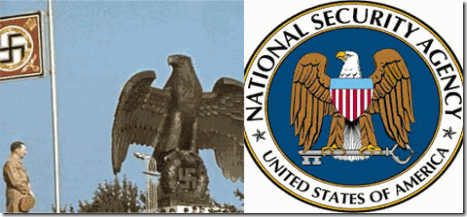 NATIONAL SECURITY AGENCY
★ UNITED STATES OF AMERICA ★